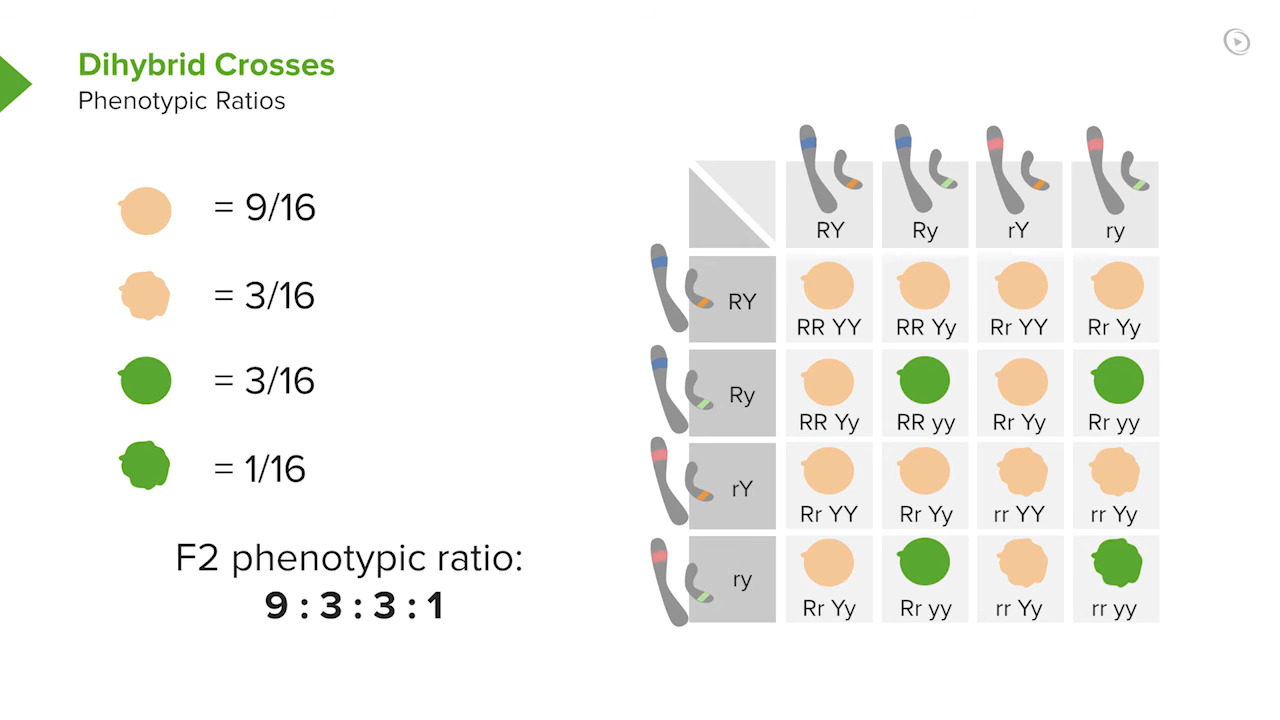 Dihybrid Crosses
Phenotypic Ratios
= 9/16
= 3/16
= 3/16
= 1/16
F2 phenotypic ratio:
9 : 3 : 3 : 1
RY Ry rY ry
RY
RR YY RR Yy Rr YY Rr Yy
Ry
RR Yy RR yy Rr Yy Rr yy
rY
Rr YY Rr Yy rr YY rr Yy
ry
Rr Yy Rr yy rr Yy rr yy